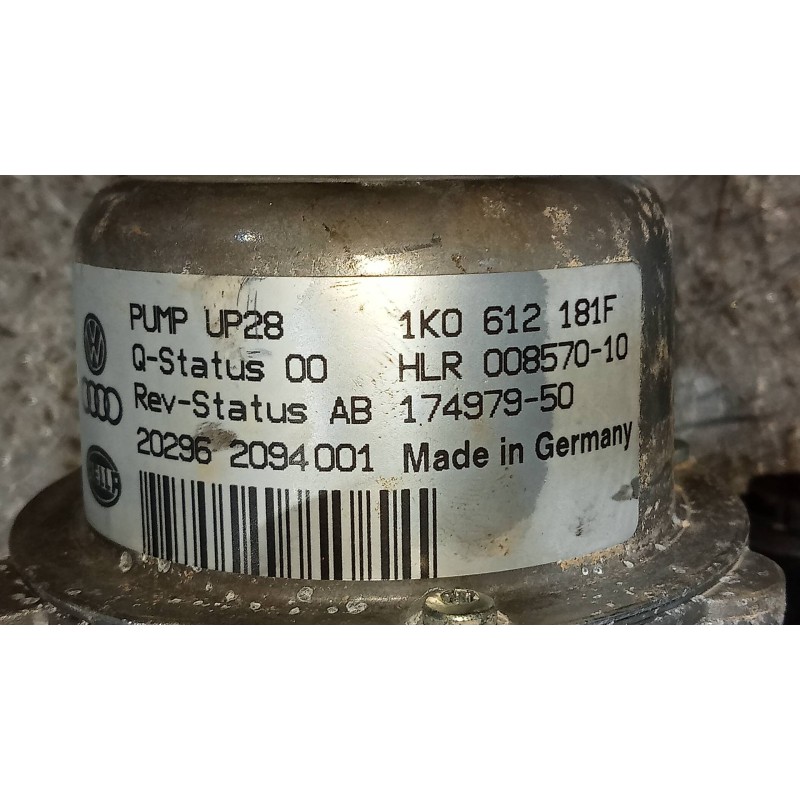 PUMP UP28 1K0 612 181F
Q-Status 00 HLR 008570-10
Rev-Status AB 174979-50
20296 2094001 Made in Germany
HELLA